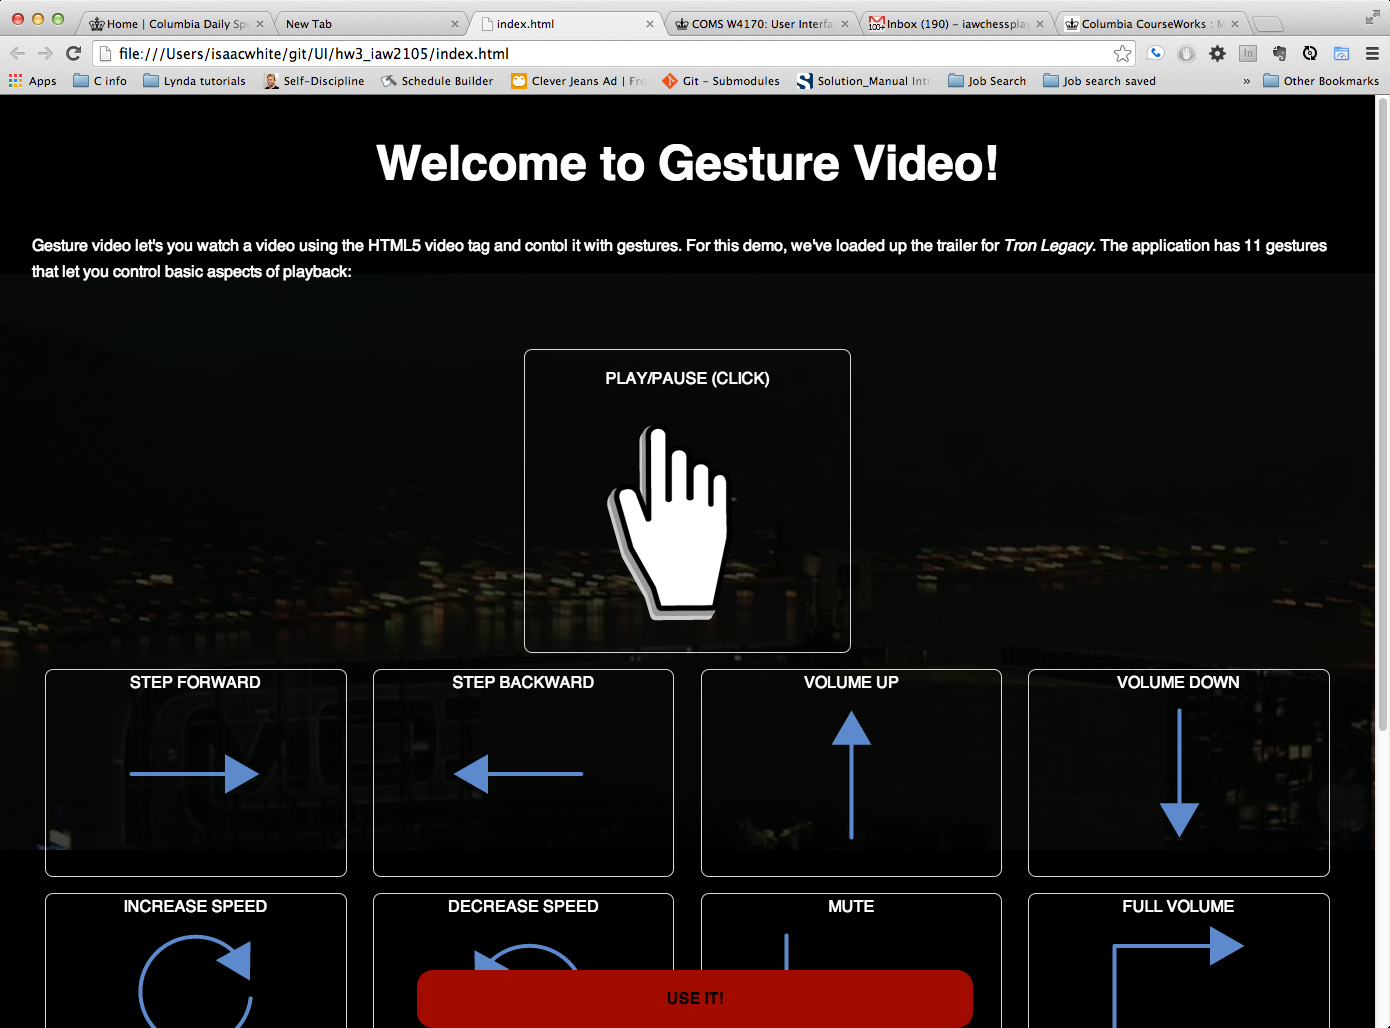 Home | Columbia Daily Spe
New Tab
index.html
COMS W4170: User Interfa
Inbox (190) - iawchessplay
Columbia CourseWorks : M
file:///Users/isaacwhite/git/UI/hw3_iaw2105/index.html
Apps
C info
Lynda tutorials
Self-Discipline
Schedule Builder
Clever Jeans Ad | Fro
Git - Submodules
Solution_Manual Intr
Job Search
Job search saved
»
Other Bookmarks
Welcome to Gesture Video!
Gesture video let's you watch a video using the HTML5 video tag and contol it with gestures. For this demo, we've loaded up the trailer for Tron Legacy. The application has 11 gestures
that let you control basic aspects of playback:
PLAY/PAUSE (CLICK)
STEP FORWARD
STEP BACKWARD
VOLUME UP
VOLUME DOWN
INCREASE SPEED
DECREASE SPEED
MUTE
FULL VOLUME
USE IT!